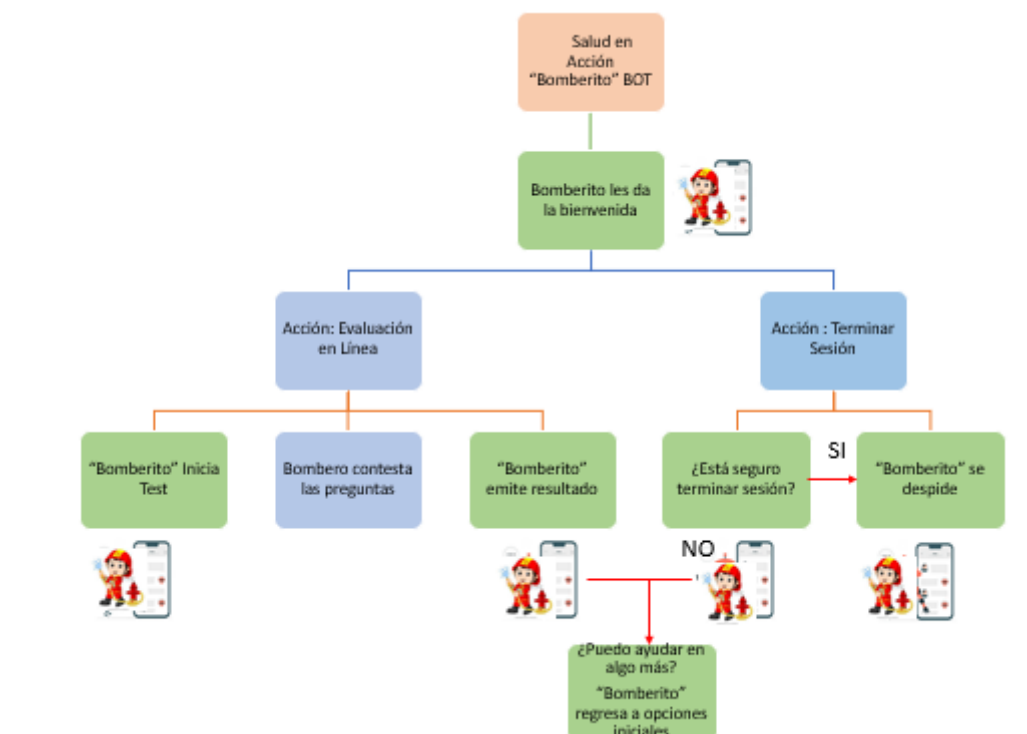 Salud en
Acción
“Bomberito” BOT
Bomberito les da
la bienvenida
Acción: Evaluación
en Línea
Acción : Terminar
Sesión
“Bomberito” Inicia
Test
Bombero contesta
las preguntas
“Bomberito”
emite resultado
¿Está seguro
terminar sesión?
SI
“Bomberito” se
despide
NO
¿Puedo ayudar en
algo más?
“Bomberito”
regresa a opciones
iniciales